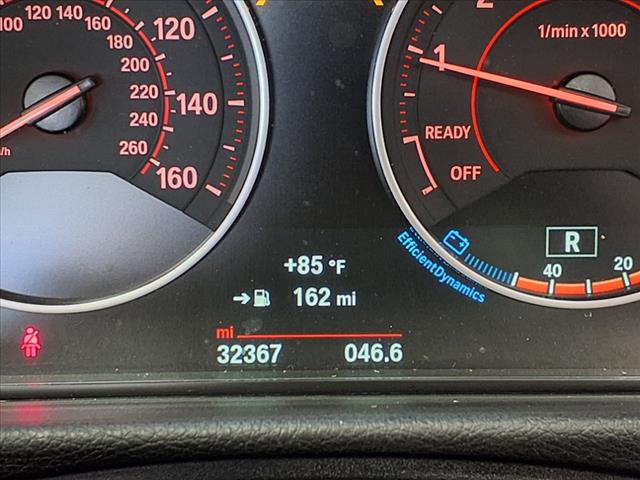 100 120 140
160
180
200
220
240
260
120
140
160
2
1
1/min x 1000
READY
OFF
EfficientDynamics
R
40
20
+85 °F
162 mi
mi
32367 046.6